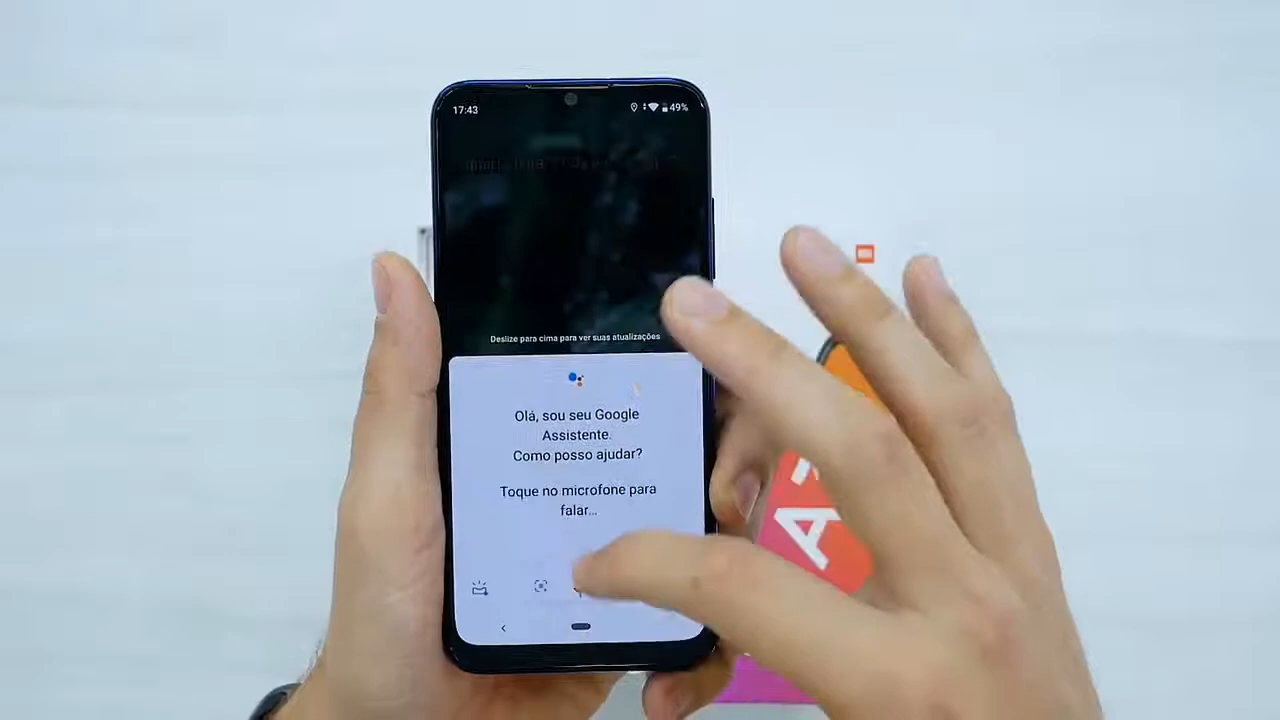 17:43
49%
Deslize para cima para ver suas atualizações
Olá, sou seu Google
Assistente.
Como posso ajudar?
Toque no microfone para
falar...
A